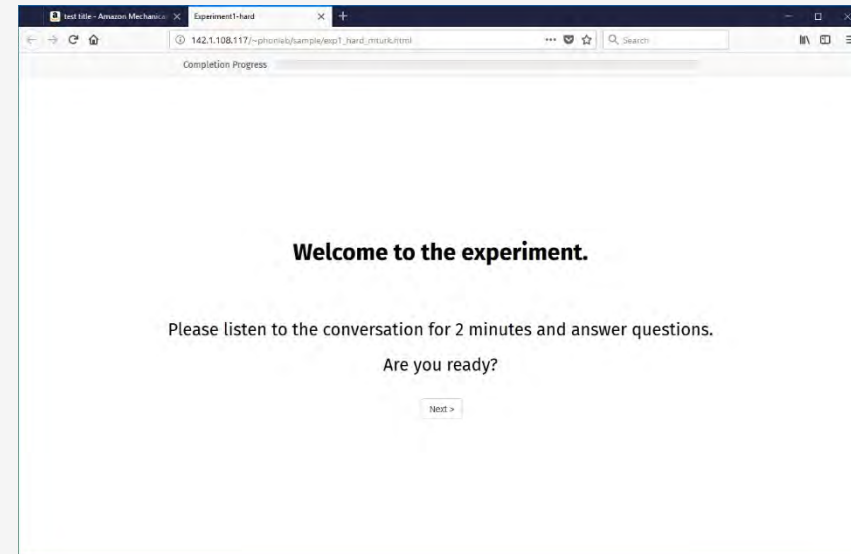 test title - Amazon Mechanica
Experiment1-hard
142.1.108.117/~phonlab/sample/exp1_hard_mturk.html
Search
Completion Progress
Welcome to the experiment.
Please listen to the conversation for 2 minutes and answer questions.
Are you ready?
Next >